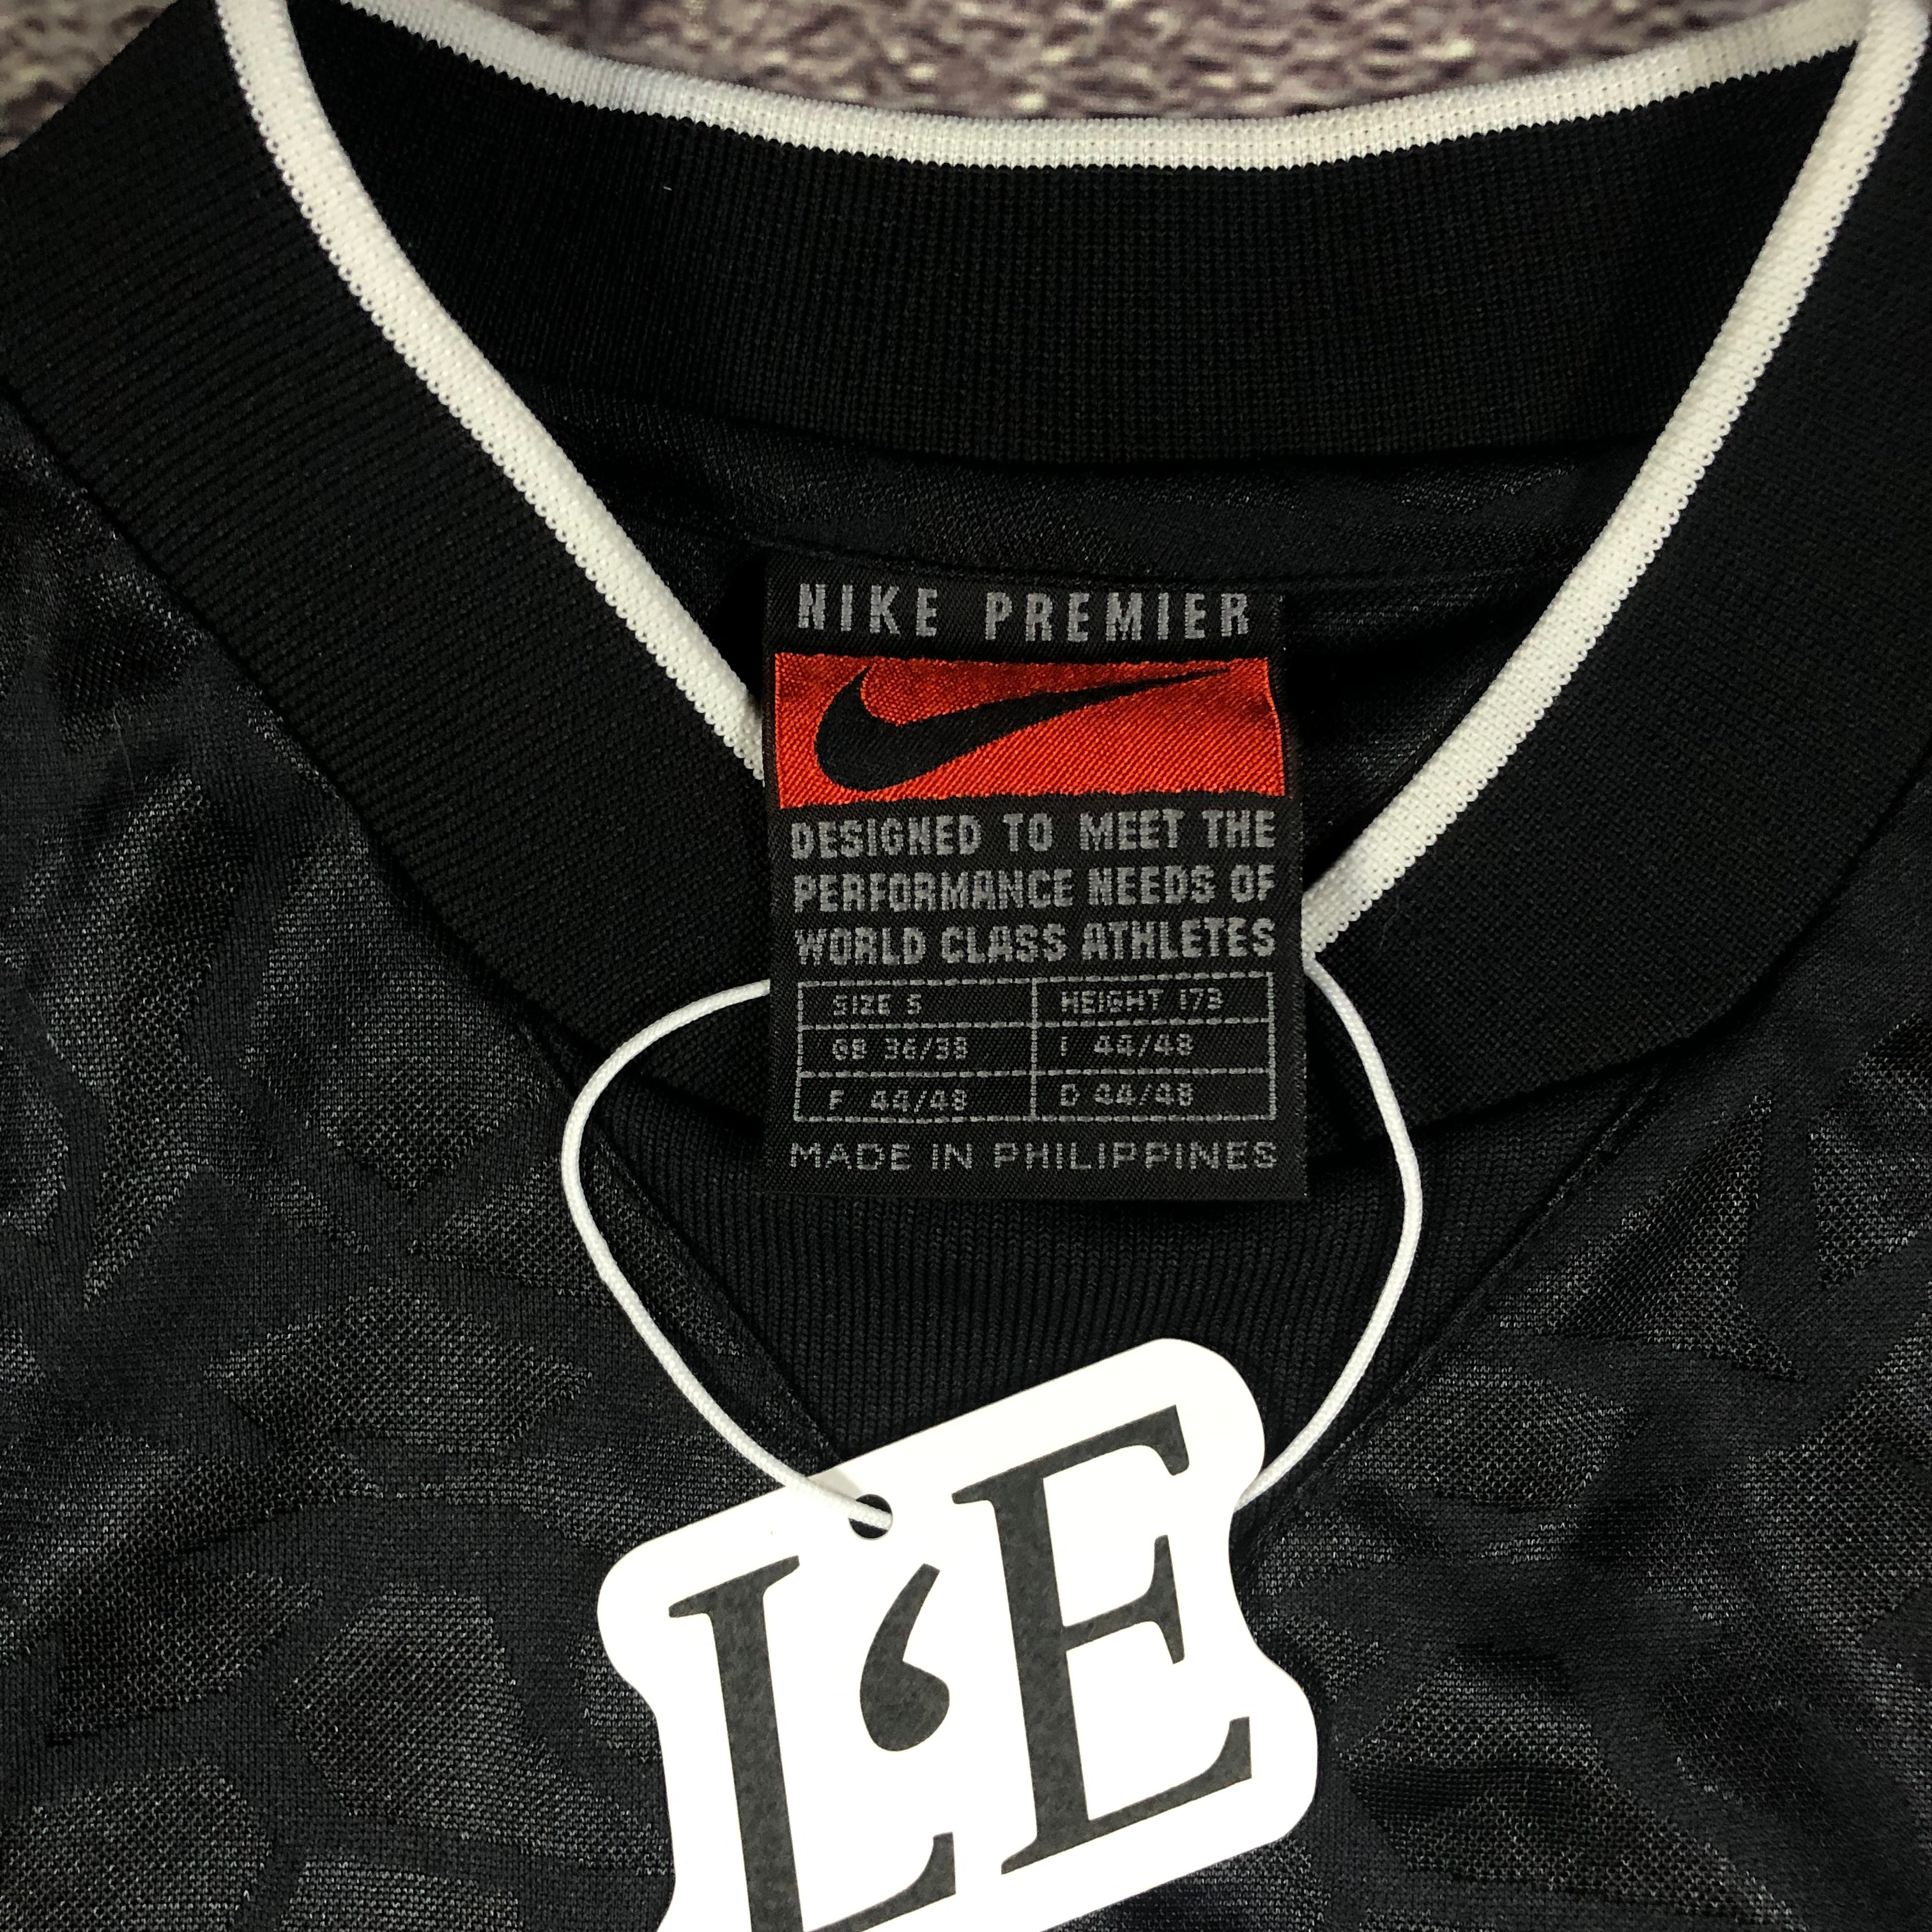 NIKE PREMIER
DESIGNED TO MEET THE
PERFORMANCE NEEDS OF
WORLD CLASS ATHLETES
SIZE S HEIGHT 173
GB 36/38 I 44/48
F 44/48 D 44/48
MADE IN PHILIPPINES
L‘E